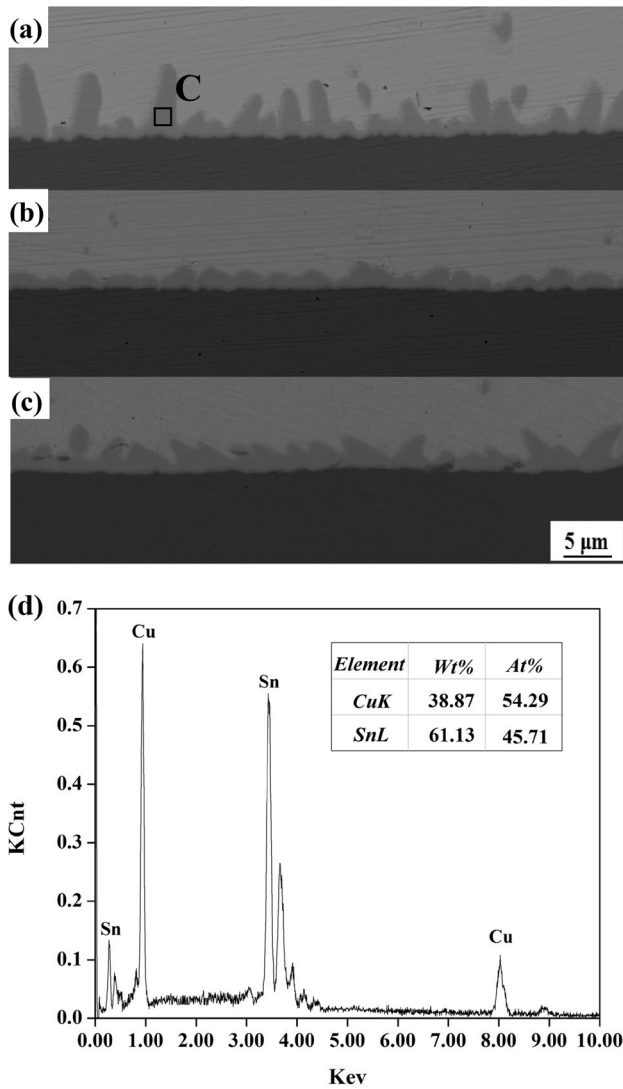 (a)
C
(b)
(c)
5 μm
(d)
0.7
0.6
0.5
0.4
0.3
0.2
0.1
0.0
KCnt
Cu
Sn
Sn
Cu
Element Wt% At%
CuK 38.87 54.29
SnL 61.13 45.71
0.00 1.00 2.00 3.00 4.00 5.00 6.00 7.00 8.00 9.00 10.00
Kev